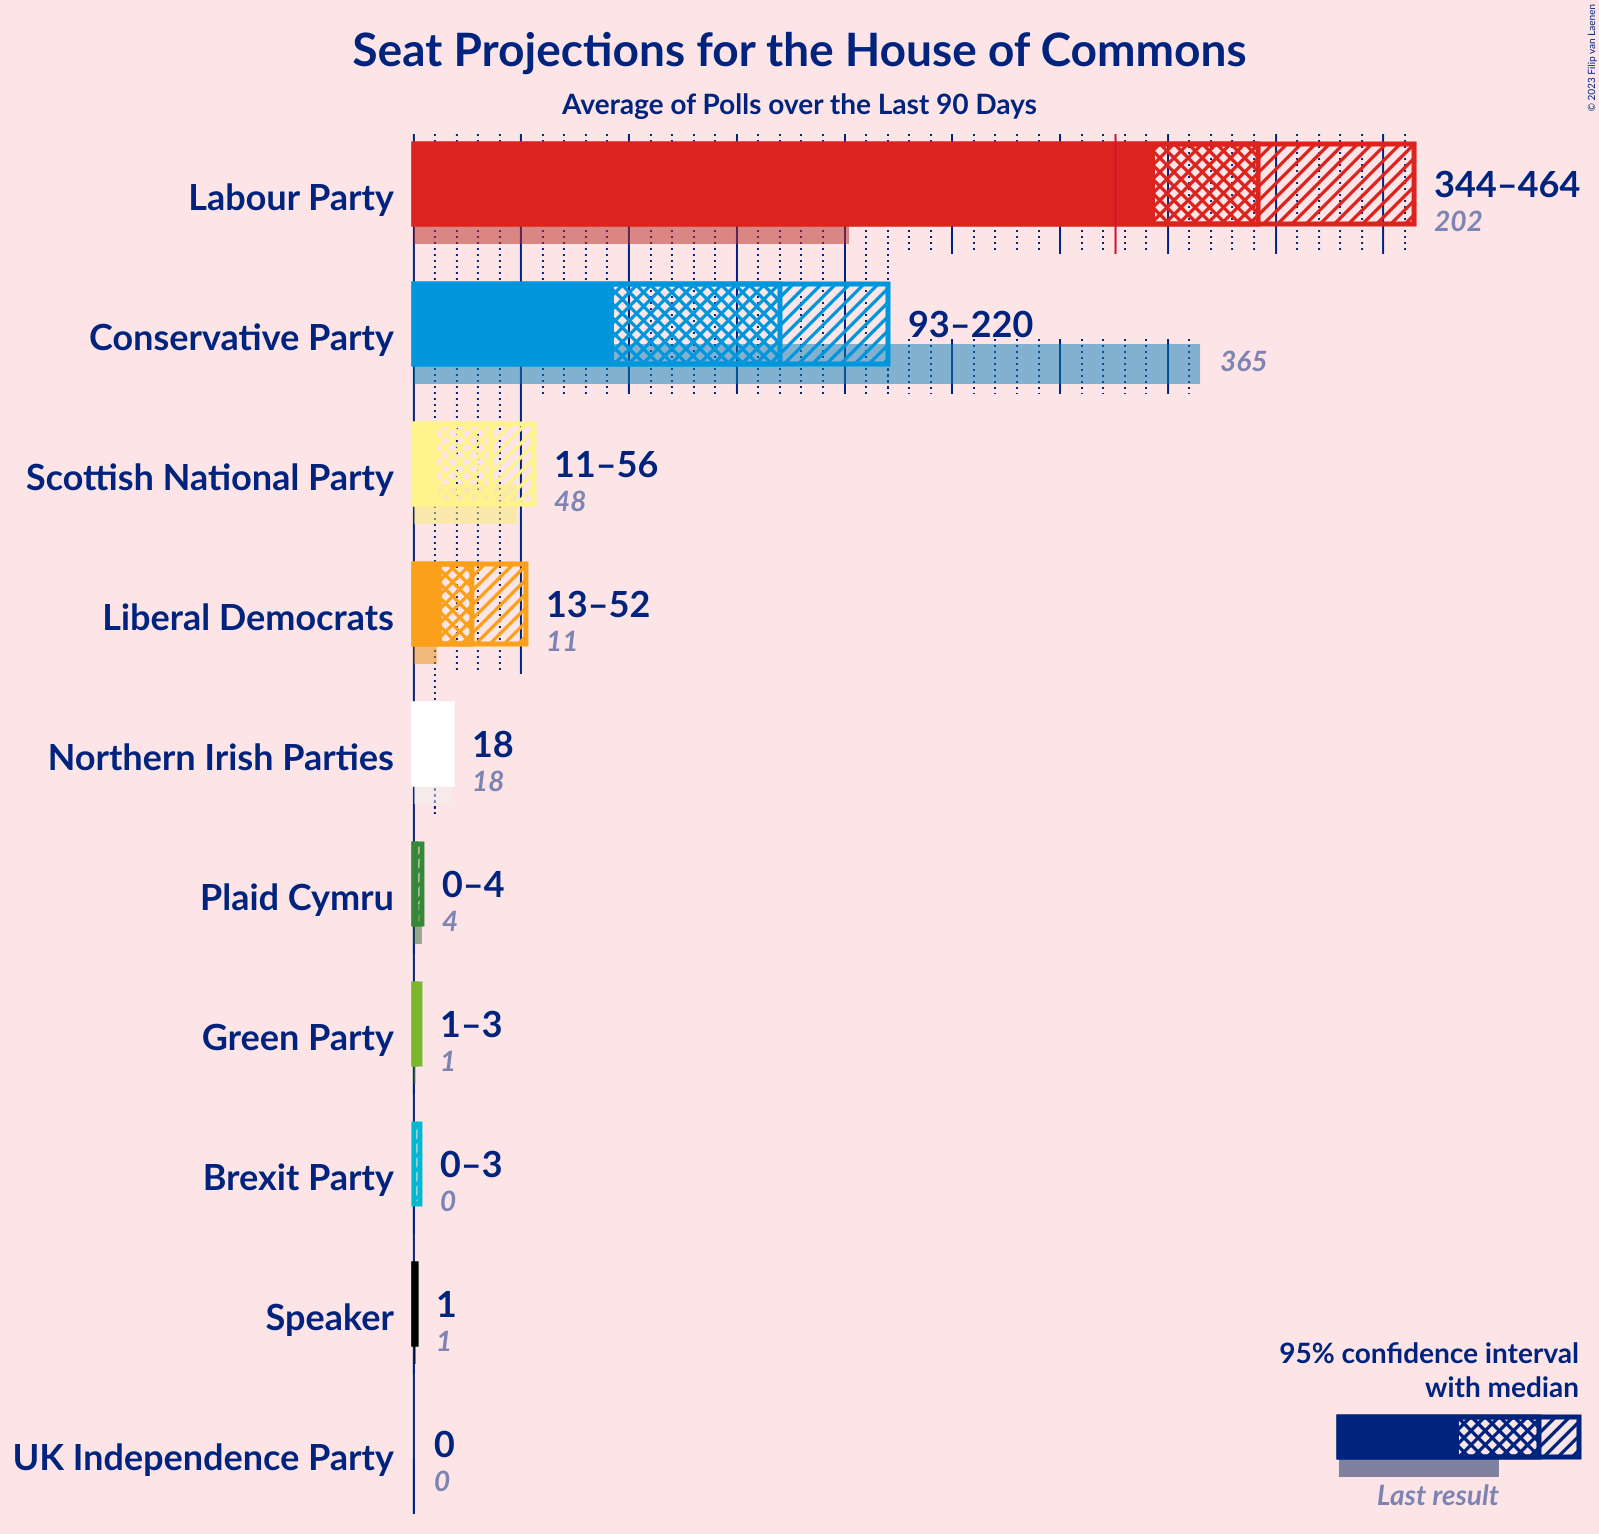 Seat Projections for the House of Commons
Average of Polls over the Last 90 Days
© 2023 Filip van Laenen
Labour Party
344–464
202
Conservative Party
93–220
365
Scottish National Party
11–56
48
Liberal Democrats
13–52
11
Northern Irish Parties
18
18
Plaid Cymru
0–4
4
Green Party
1–3
1
Brexit Party
0–3
0
Speaker
1
1
UK Independence Party
0
0
95% confidence interval
with median
Last result